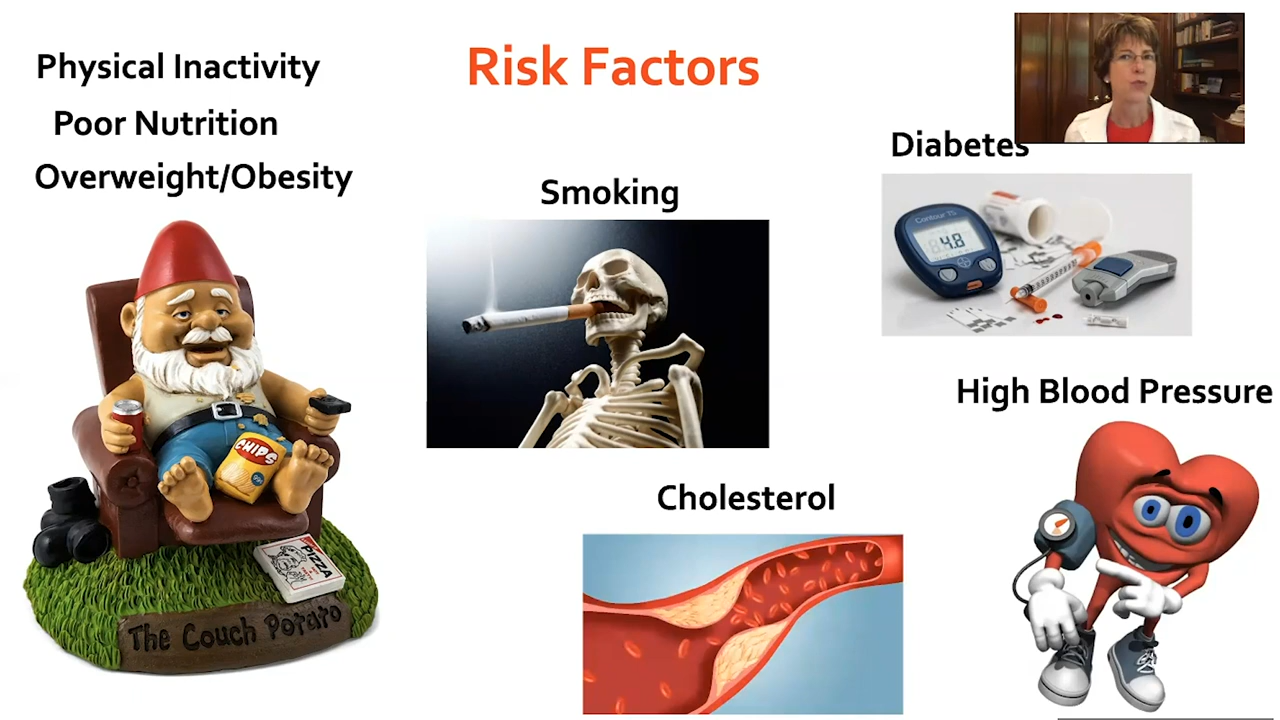 Risk Factors
Physical Inactivity
Poor Nutrition
Overweight/Obesity
Smoking
Diabetes
Contour TS
4.8
High Blood Pressure
Cholesterol
CHIPS
PIZZA
The Couch Potato